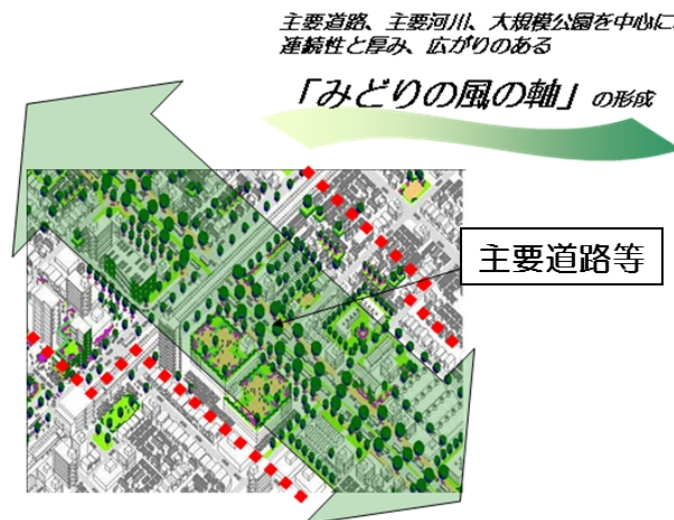 主要道路、主要河川、大規模公園を中心に、
連続性と厚み、広がりのある
「みどりの風の軸」の形成
主要道路等